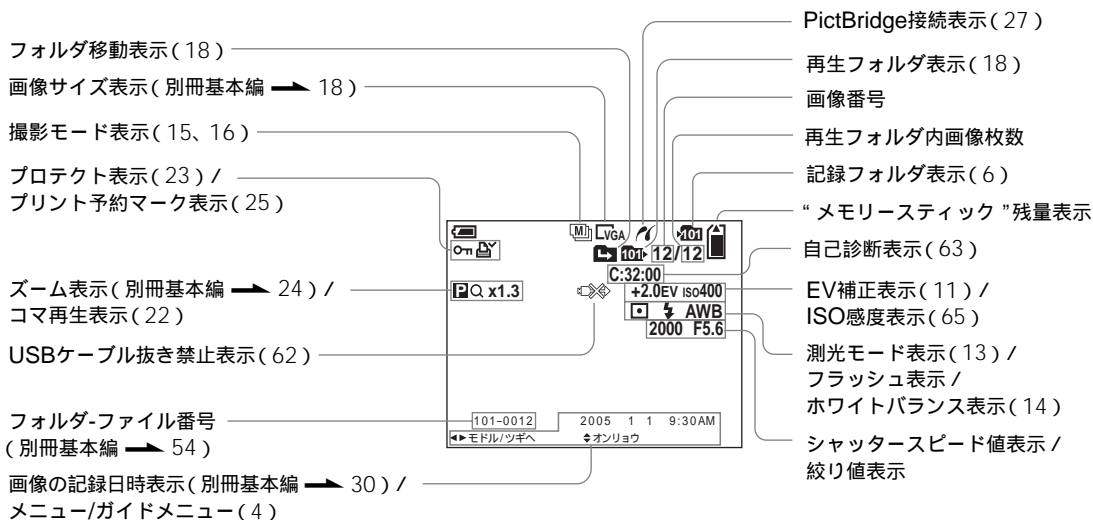 フォルダ移動表示(18)
画像サイズ表示(別冊基本編 → 18)
撮影モード表示(15、16)
プロテクト表示(23)/
プリント予約マーク表示(25)
ズーム表示(別冊基本編 → 24)/
コマ再生表示(22)
USBケーブル抜き禁止表示(62)
フォルダ-ファイル番号
(別冊基本編 → 54)
画像の記録日時表示(別冊基本編 → 30)/
メニュー/ガイドメニュー(4)
M VGA 101
101 12/12
C:32:00
P x1.3 +2.0EV ISO400
AWB
2000 F5.6
101-0012 2005 1 1 9:30AM
◀▶モドル/ツギヘ ♦オンリョウ
PictBridge接続表示(27)
再生フォルダ表示(18)
画像番号
再生フォルダ内画像枚数
記録フォルダ表示(6)
“メモリースティック”残量表示
自己診断表示(63)
EV補正表示(11)/
ISO感度表示(65)
測光モード表示(13)/
フラッシュ表示/
ホワイトバランス表示(14)
シャッタースピード値表示/
絞り値表示